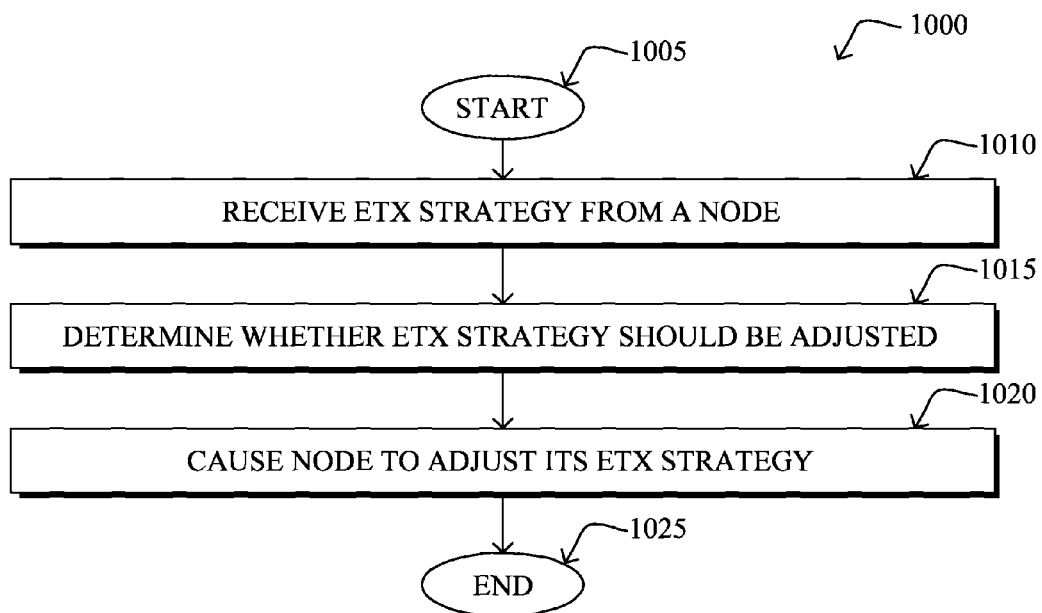 1000
1005
START
1010
RECEIVE ETX STRATEGY FROM A NODE
1015
DETERMINE WHETHER ETX STRATEGY SHOULD BE ADJUSTED
1020
CAUSE NODE TO ADJUST ITS ETX STRATEGY
1025
END